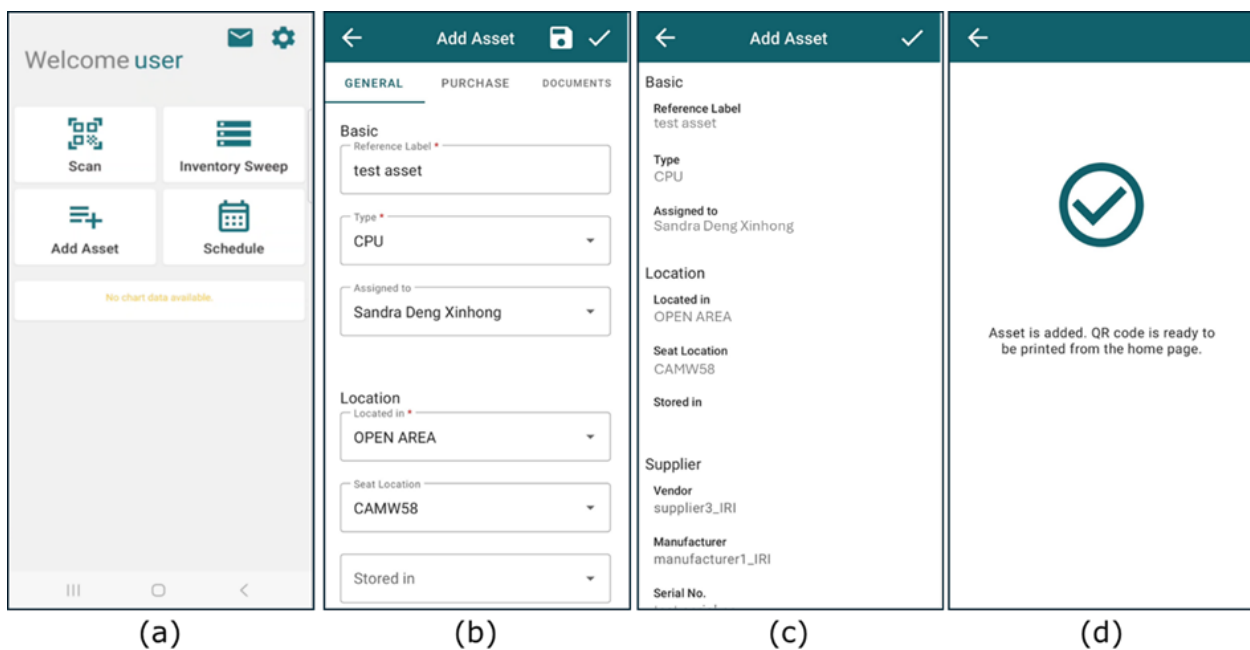 Welcome user
Scan
Inventory Sweep
Add Asset
Schedule
No chart data available.
(a)
Add Asset
GENERAL PURCHASE DOCUMENTS
Basic
Reference Label *
test asset
Type *
CPU
Assigned to
Sandra Deng Xinhong
Location
Located in *
OPEN AREA
Seat Location
CAMW58
Stored in
(b)
Add Asset
Basic
Reference Label
test asset
Type
CPU
Assigned to
Sandra Deng Xinhong
Location
Located in
OPEN AREA
Seat Location
CAMW58
Stored in
Supplier
Vendor
supplier3_IRI
Manufacturer
manufacturer1_IRI
Serial No.
(c)
Asset is added. QR code is ready to
be printed from the home page.
(d)